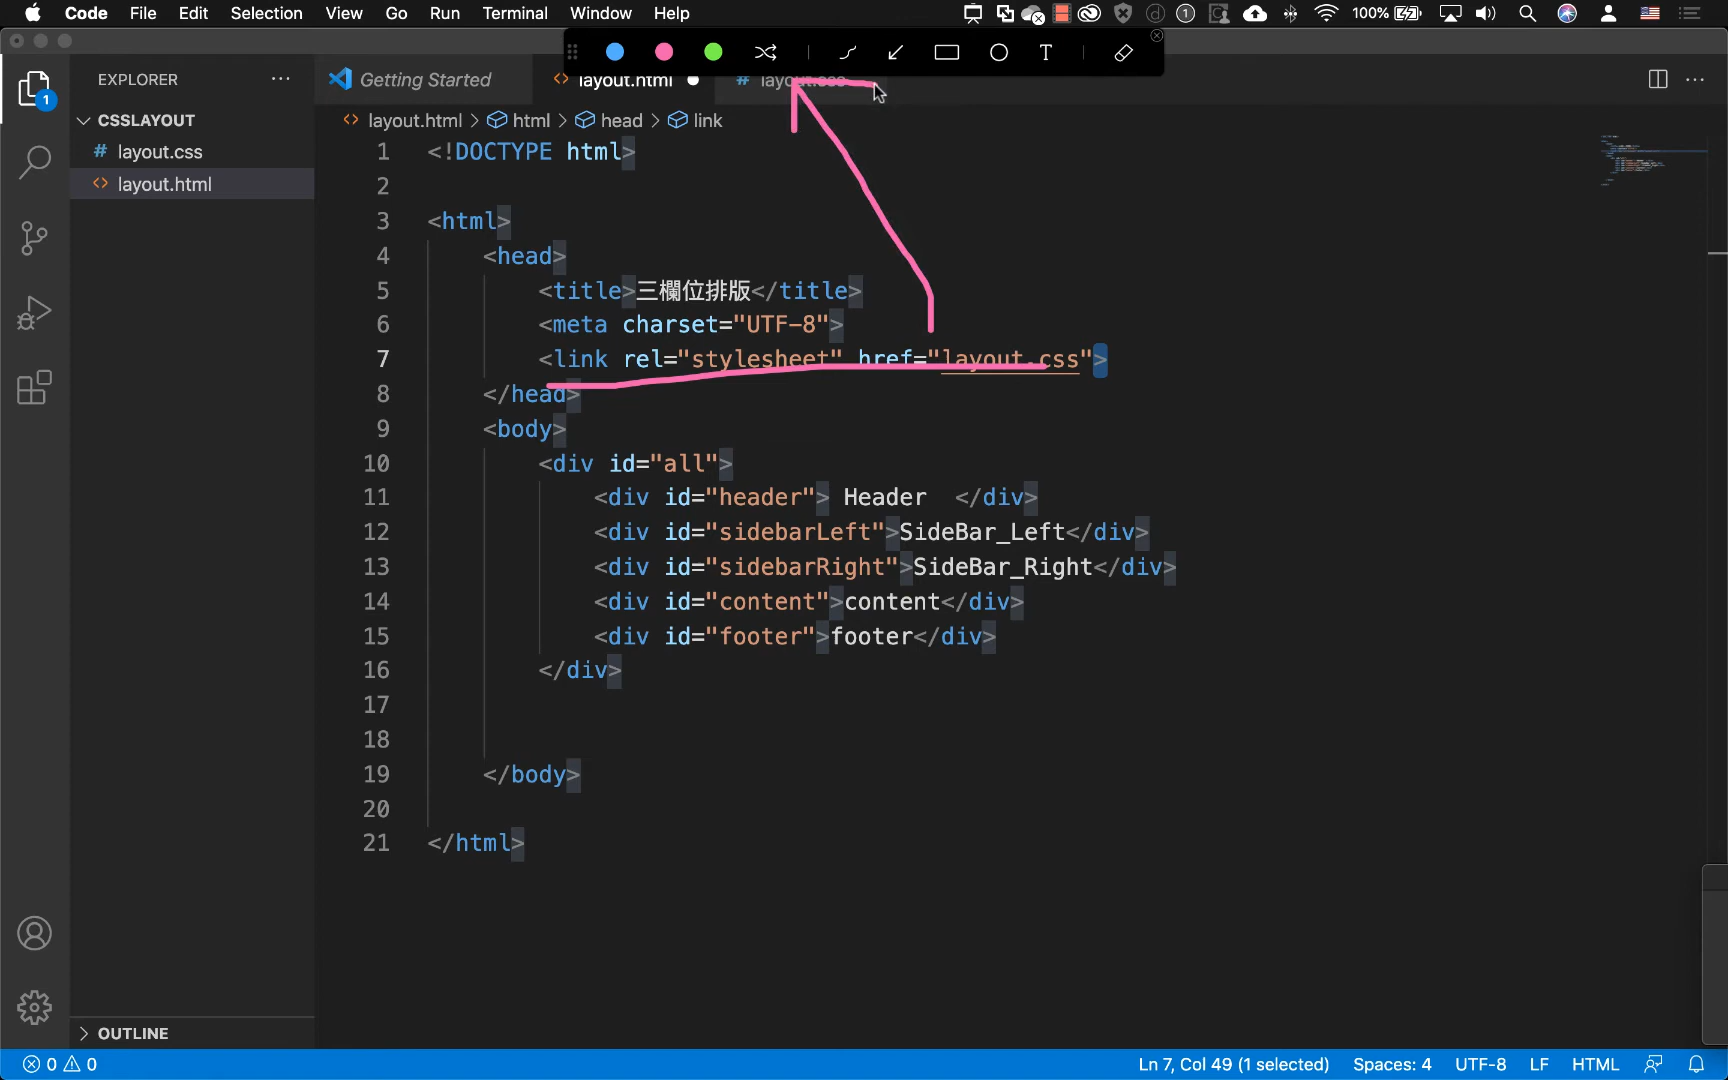 Code File Edit Selection View Go Run Terminal Window Help 1 100%
T
1 EXPLORER Getting Started layout.html # layout.css
CSSLAYOUT
# layout.css
layout.html
layout.html > html > head > link
1 <!DOCTYPE html>
2
3 <html>
4 <head>
5 <title>三欄位排版</title>
6 <meta charset="UTF-8">
7 <link rel="stylesheet" href="layout.css">
8 </head>
9 <body>
10 <div id="all">
11 <div id="header"> Header </div>
12 <div id="sidebarLeft">SideBar_Left</div>
13 <div id="sidebarRight">SideBar_Right</div>
14 <div id="content">content</div>
15 <div id="footer">footer</div>
16 </div>
17
18
19 </body>
20
21 </html>
OUTLINE
0 0 Ln 7, Col 49 (1 selected) Spaces: 4 UTF-8 LF HTML